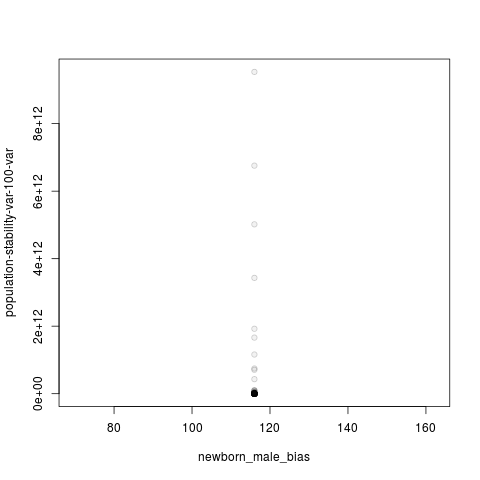 population-stability-var-100-var
8e+12
6e+12
4e+12
2e+12
0e+00
80
100
120
140
160
newborn_male_bias